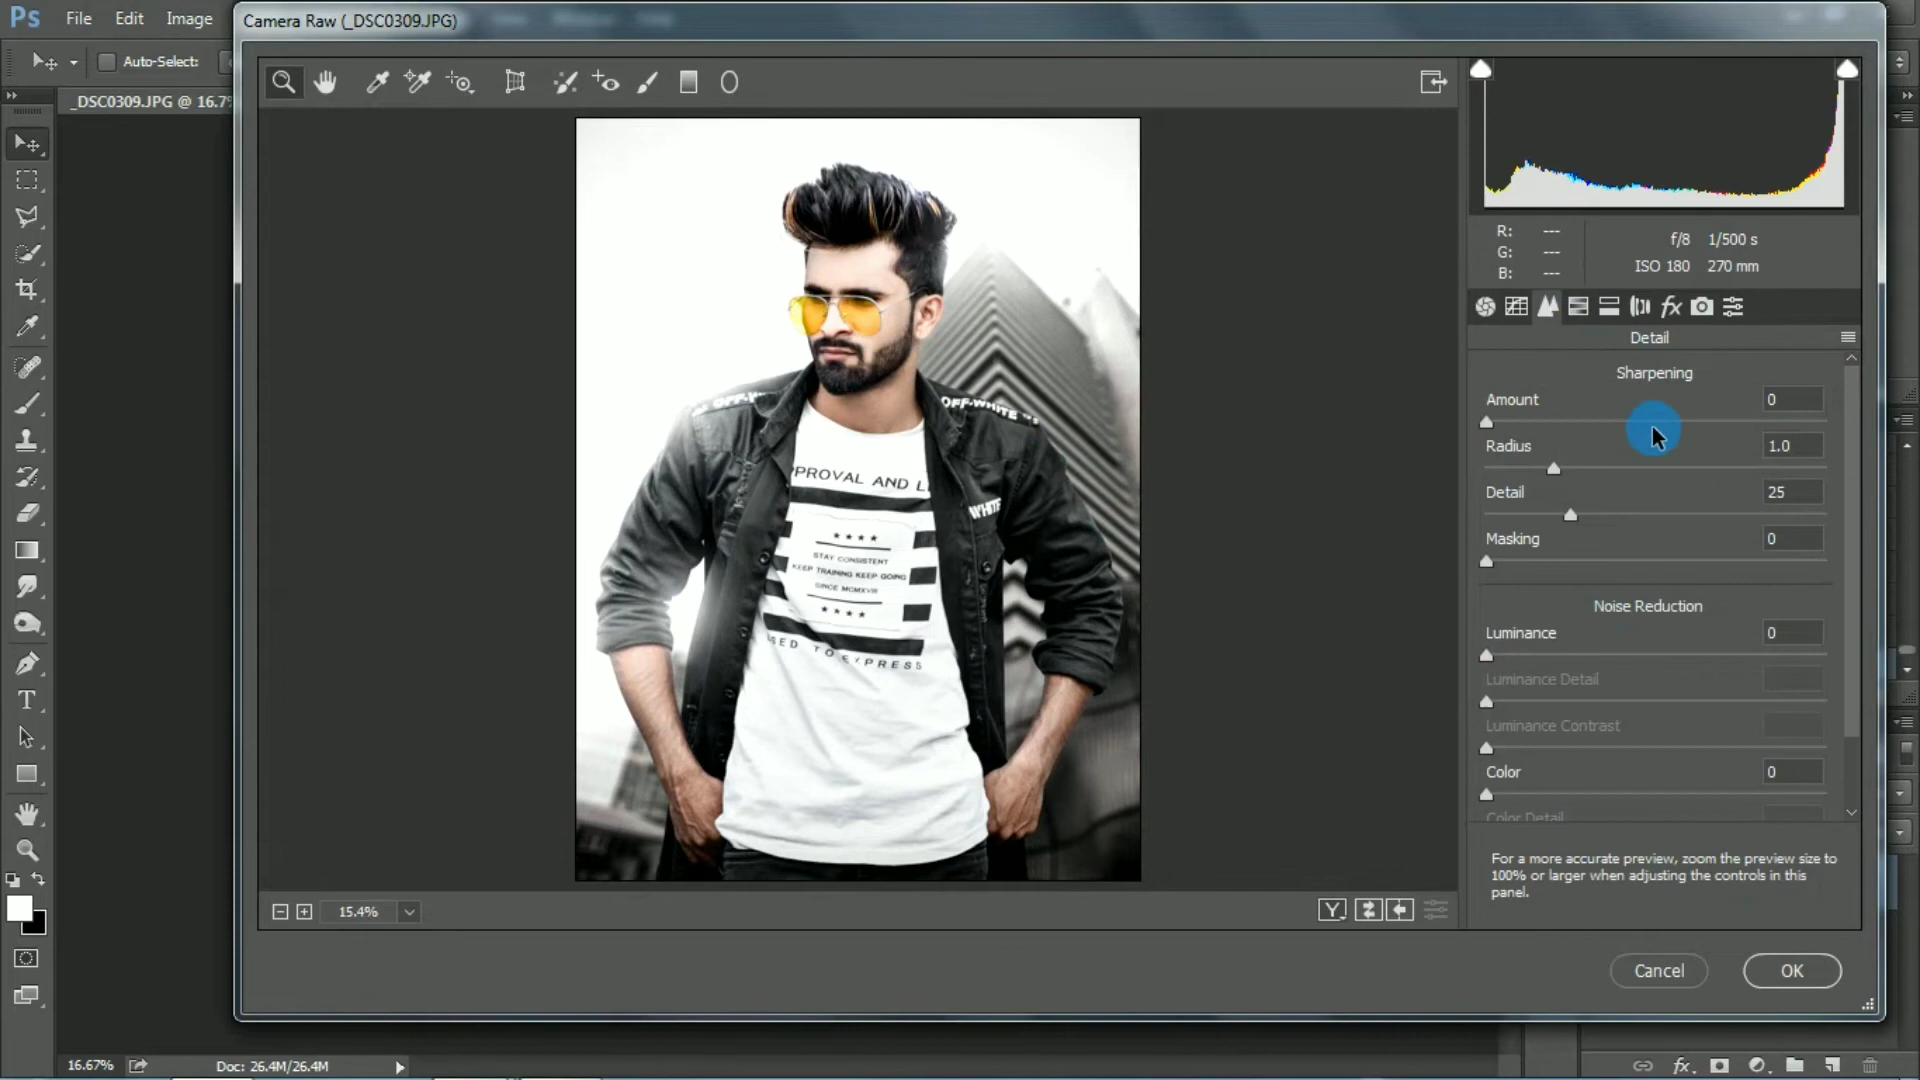 Ps File Edit Image
Camera Raw (_DSC0309.JPG)
Auto-Select:
_DSC0309.JPG @ 16.7%
R: ---
G: ---
B: ---
f/8 1/500 s
ISO 180 270 mm
fx
Detail
Sharpening
Amount 0
Radius 1.0
Detail 25
Masking 0
Noise Reduction
Luminance 0
Luminance Detail
Luminance Contrast
Color 0
Color Detail
For a more accurate preview, zoom the preview size to
100% or larger when adjusting the controls in this
panel.
OFF-WHITE
PROVAL AND L
WHITE
STAY CONSISTENT
KEEP TRAINING KEEP GOING
SINCE MCMXVIII
SED TO EXPRESS
T
15.4%
Y
Cancel OK
16.67% Doc: 26.4M/26.4M
fx